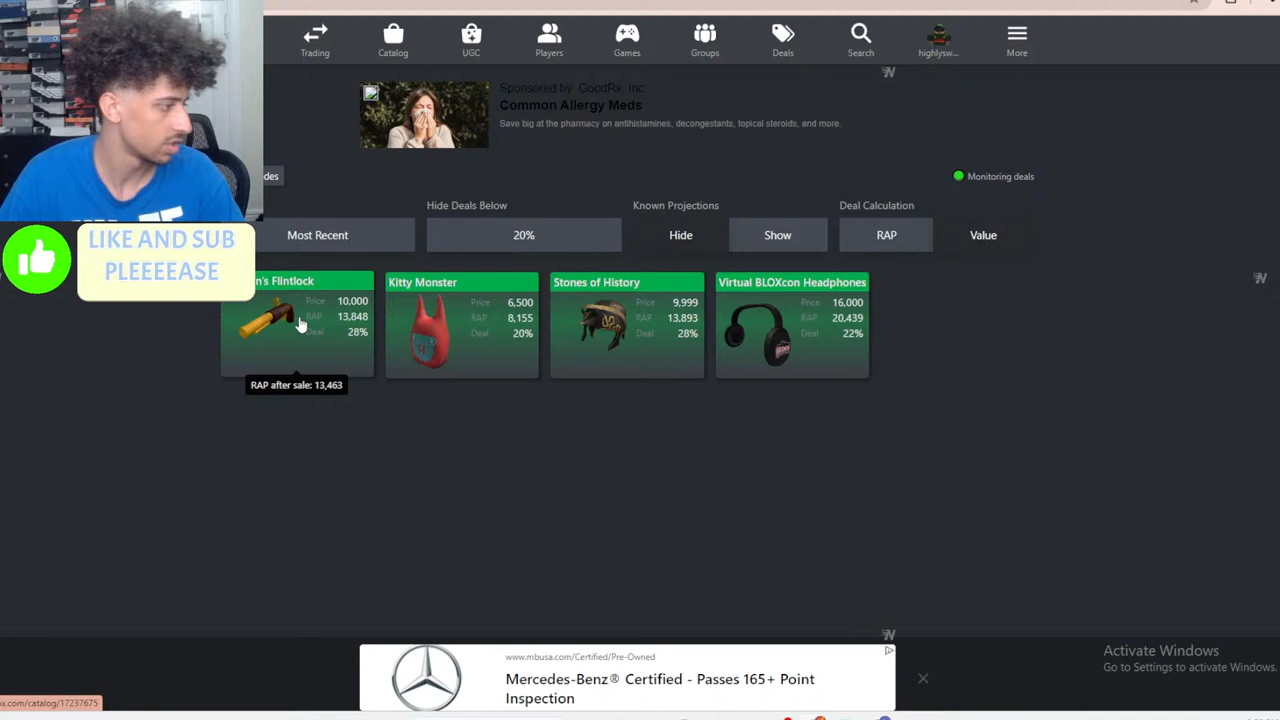 Trading Catalog UGC Players Games Groups Deals Search highlysw... More
Sponsored by GoodRx, Inc
Common Allergy Meds
Save big at the pharmacy on antihistamines, decongestants, topical steroids, and more.
des
Monitoring deals
Hide Deals Below Known Projections Deal Calculation
Most Recent 20% Hide Show RAP Value
LIKE AND SUB
PLEEEEASE
n's Flintlock
Price 10,000
RAP 13,848
Deal 28%
RAP after sale: 13,463
Kitty Monster
Price 6,500
RAP 8,155
Deal 20%
Stones of History
Price 9,999
RAP 13,893
Deal 28%
Virtual BLOXcon Headphones
Price 16,000
RAP 20,439
Deal 22%
www.mbusa.com/Certified/Pre-Owned
Mercedes-Benz® Certified - Passes 165+ Point
Inspection
Activate Windows
Go to Settings to activate Windows.
ox.com/catalog/17237675